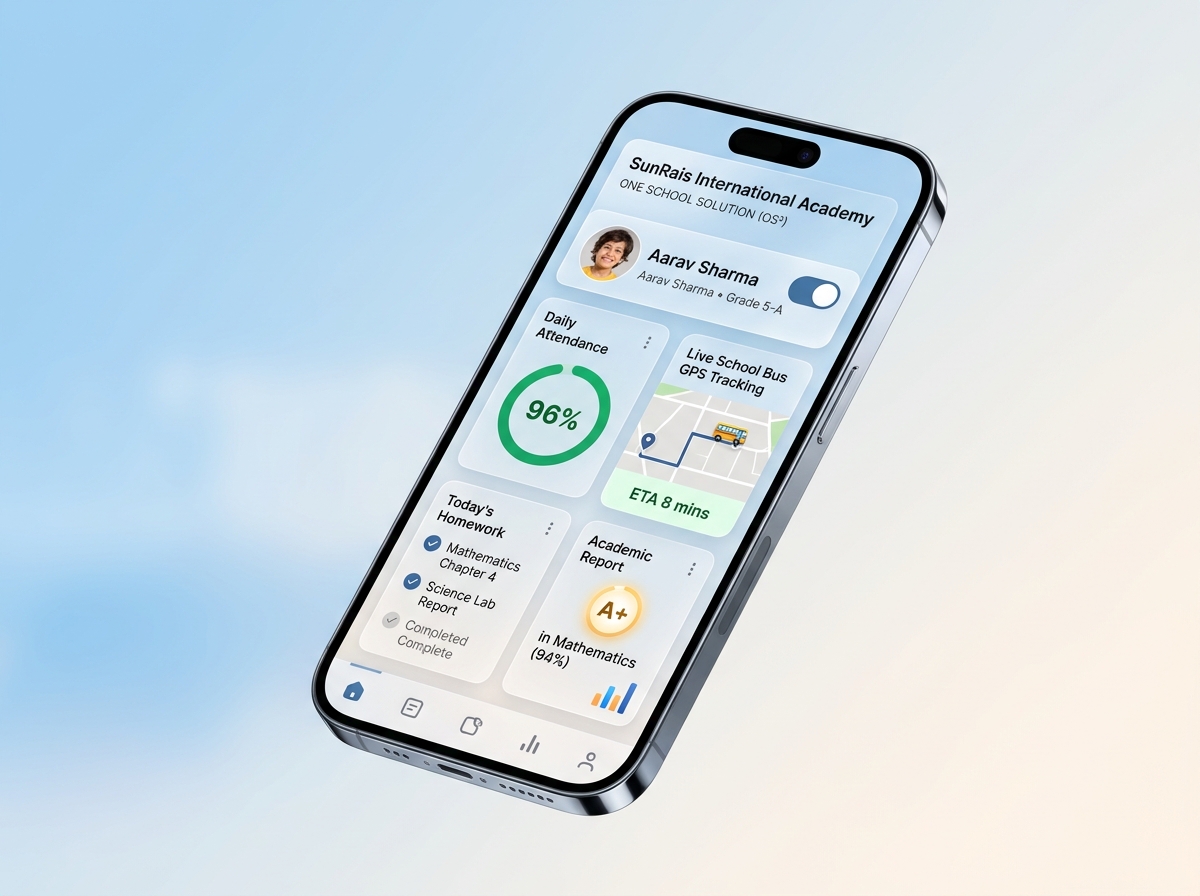 SunRais International Academy
ONE SCHOOL SOLUTION (OS³)
Aarav Sharma
Aarav Sharma • Grade 5-A
Daily
Attendance
96%
Live School Bus
GPS Tracking
ETA 8 mins
Today's
Homework
Mathematics
Chapter 4
Science Lab
Report
Completed
Complete
Academic
Report
A+
in Mathematics
(94%)